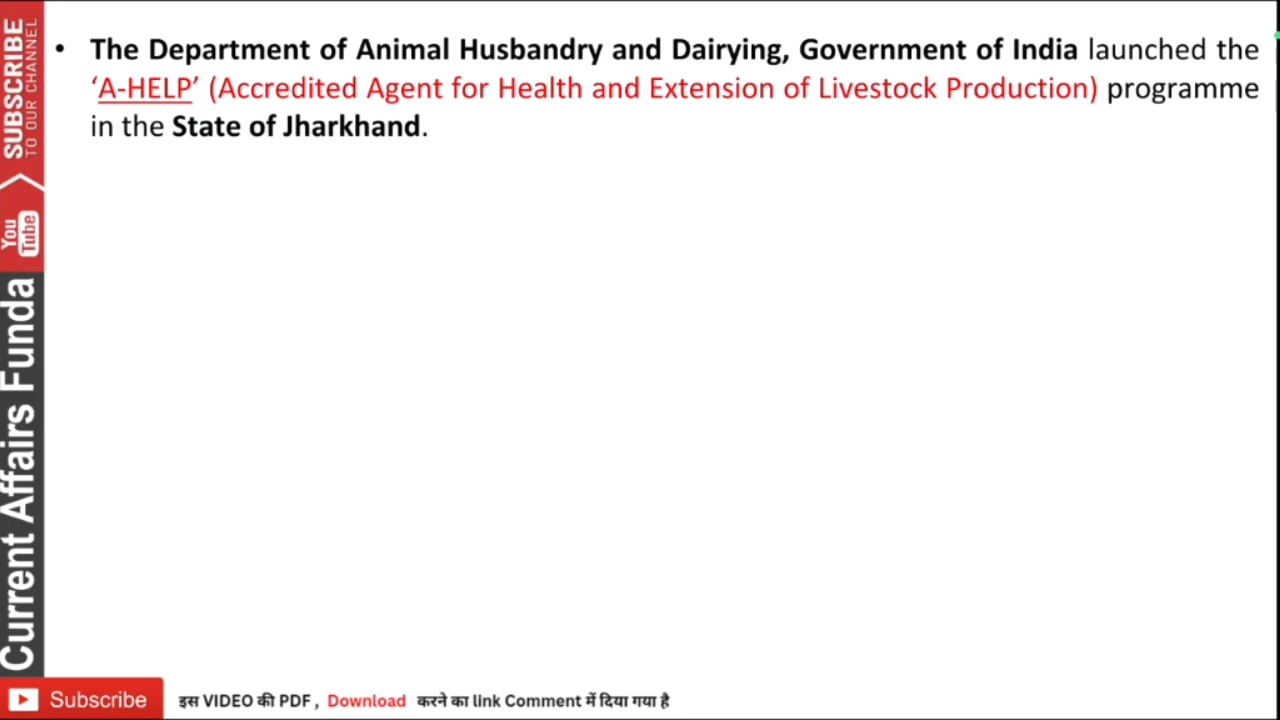 • The Department of Animal Husbandry and Dairying, Government of India launched the
‘A-HELP’ (Accredited Agent for Health and Extension of Livestock Production) programme
in the State of Jharkhand.
SUBSCRIBE
TO OUR CHANNEL
You
Tube
Current Affairs Funda
Subscribe
इस VIDEO की PDF , Download करने का link Comment में दिया गया है